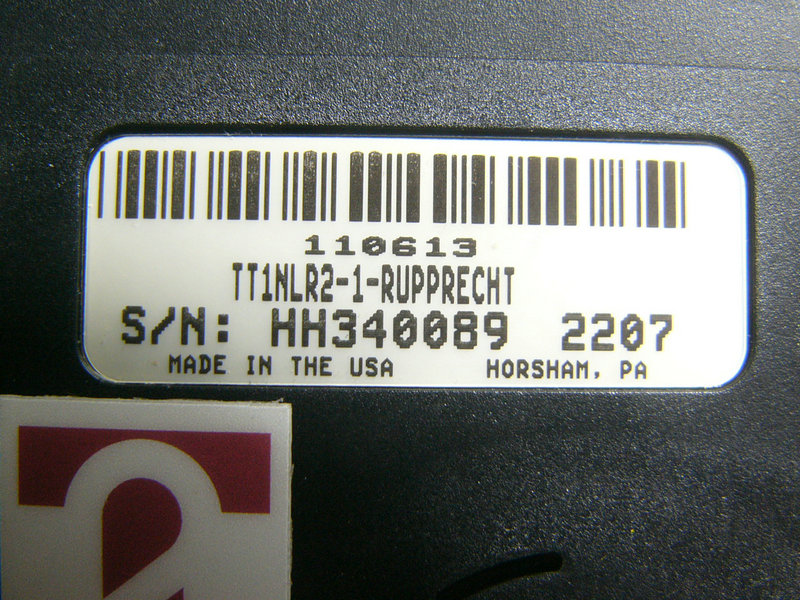 110613
TT1NLR2-1-RUPPRECHT
S/N: HH340089 2207
MADE IN THE USA HORSHAM, PA